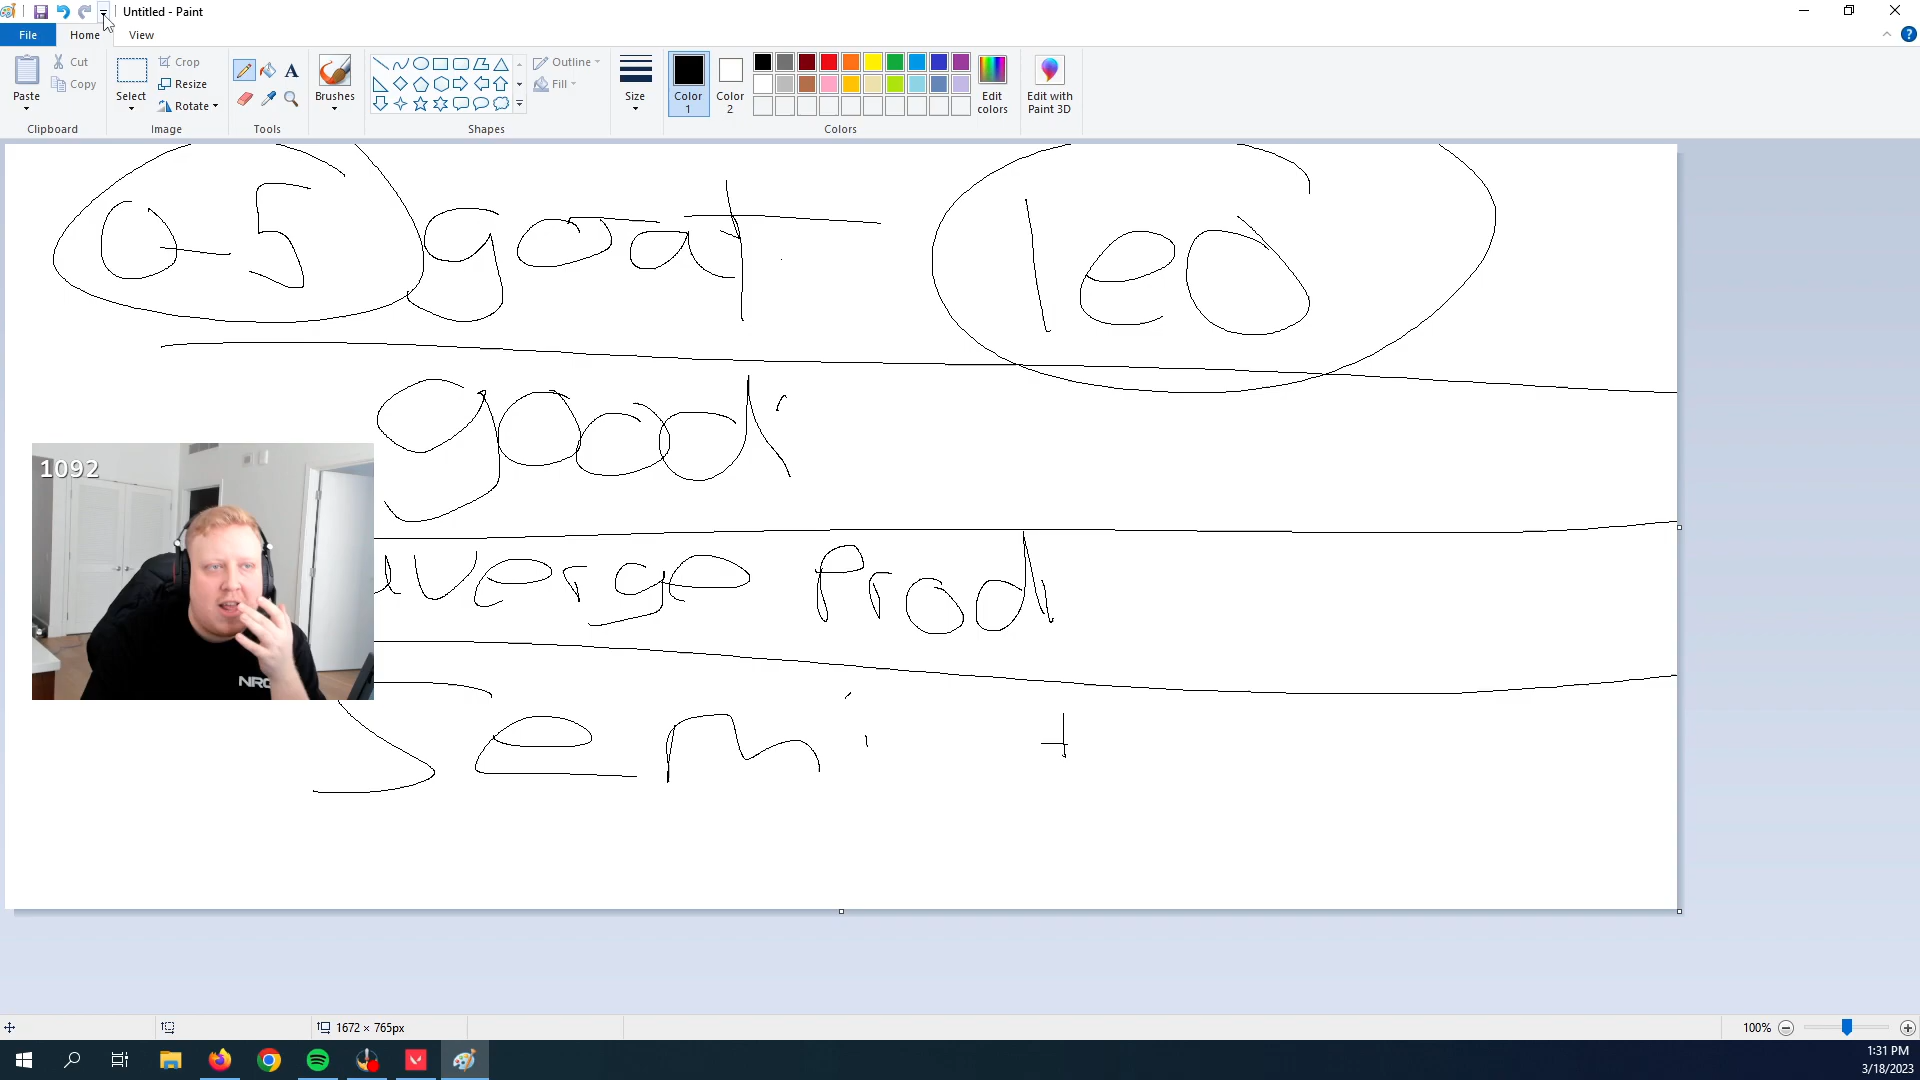 Untitled - Paint
File Home View
Paste
Cut
Copy
Clipboard
Select
Crop
Resize
Rotate
Image
Tools
Brushes
Shapes
Outline
Fill
Size
Color 1
Color 2
Edit colors
Colors
Edit with Paint 3D
0-5 goat leo
good
1092
NRG
averge Prod
semi t
1672 × 765px
100%
1:31 PM
3/18/2023